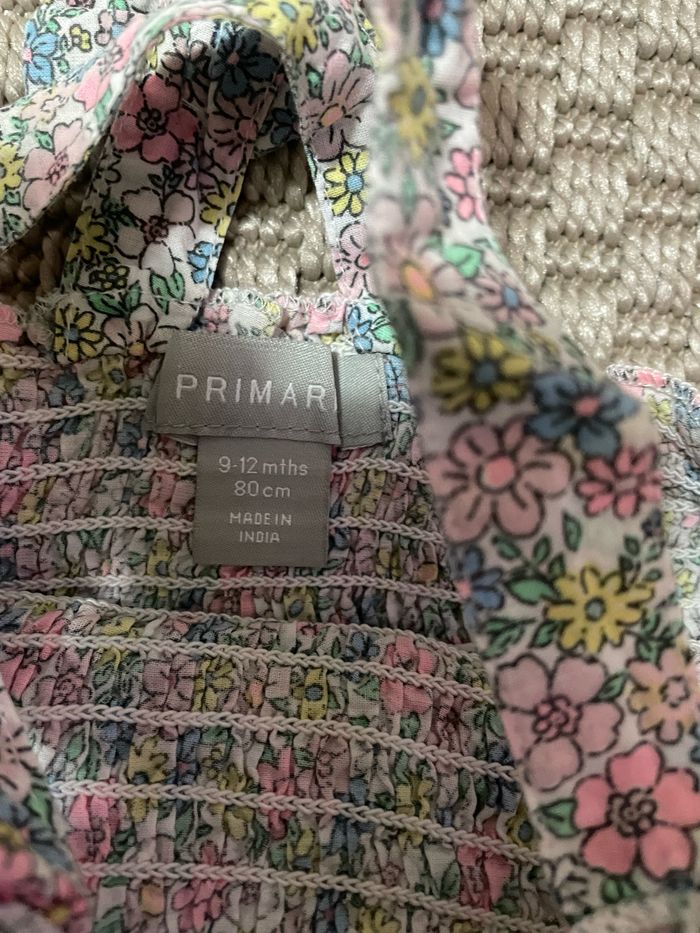 PRIMAR
9-12 mths
80cm
MADE IN
INDIA